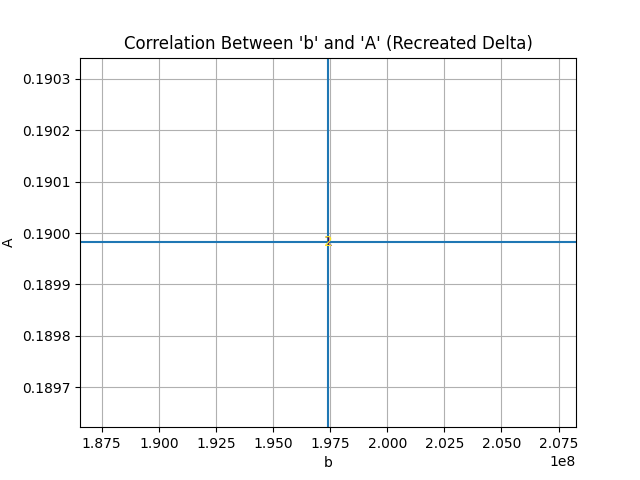 Correlation Between 'b' and 'A' (Recreated Delta)
0.1903
0.1902
0.1901
0.1900
0.1899
0.1898
0.1897
A
1.875 1.900 1.925 1.950 1.975 2.000 2.025 2.050 2.075
1e8
b